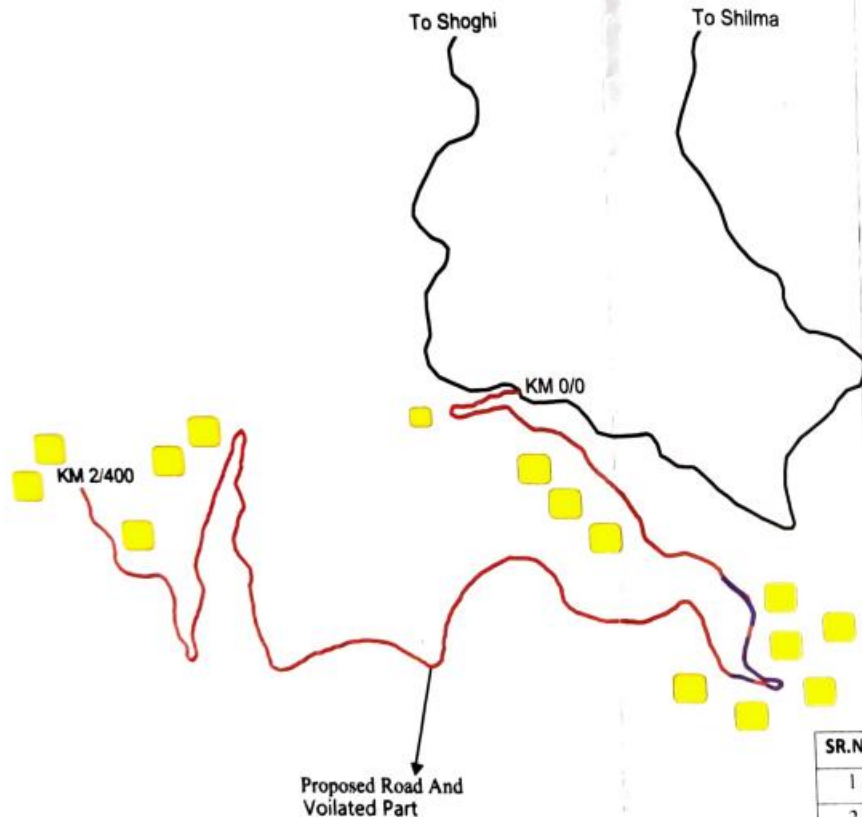 To Shoghi
To Shilma
KM 0/0
KM 2/400
Proposed Road And
Voilated Part
SR.N
1